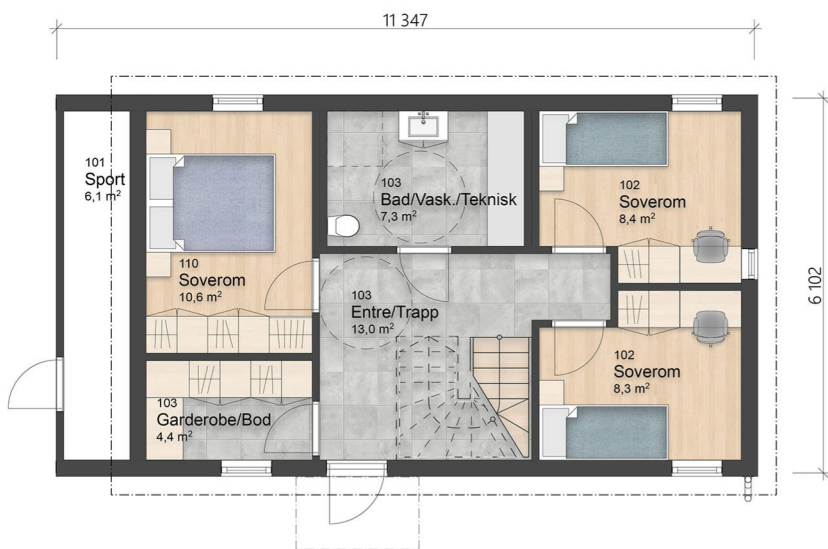 11 347
101
Sport
6,1 m²
110
Soverom
10,6 m²
103
Bad/Vask./Teknisk
7,3 m²
102
Soverom
8,4 m²
103
Entre/Trapp
13,0 m²
102
Soverom
8,3 m²
103
Garderobe/Bod
4,4 m²
6 102